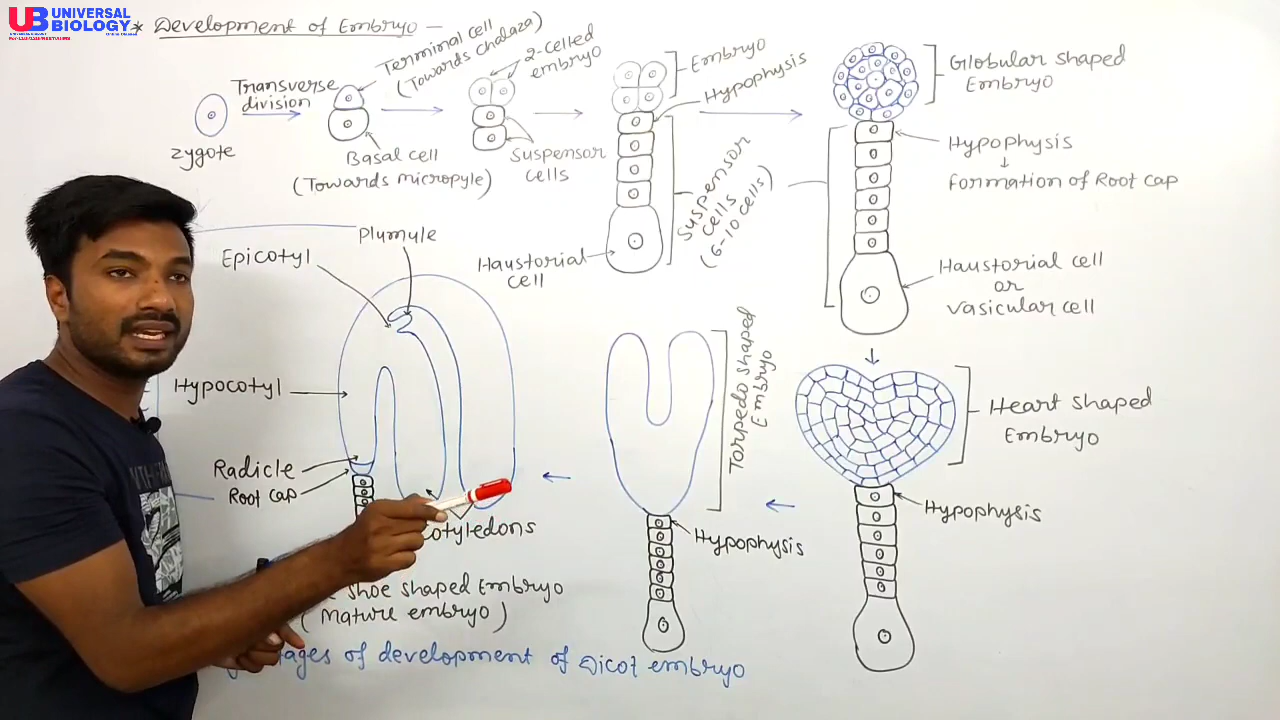 UB UNIVERSAL
BIOLOGY
* Development of Embryo —
Terminal cell
(Towards chalaza)
2-celled
embryo
Embryo
Hypophysis
Globular shaped
Embryo
Transverse
division
zygote
Basal cell
(Towards micropyle)
Suspensor
cells
Suspensor
cells
(6-10 cells)
Haustorial
cell
Hypophysis
↓
formation of Root cap
Haustorial cell
or
vasicular cell
Plumule
Epicotyl
Hypocotyl
Radicle
Root cap
cotyledons
Torpedo shaped
Embryo
Heart shaped
Embryo
Hypophysis
Hypophysis
shoe shaped Embryo
(Mature embryo)
tages of development of Dicot embryo